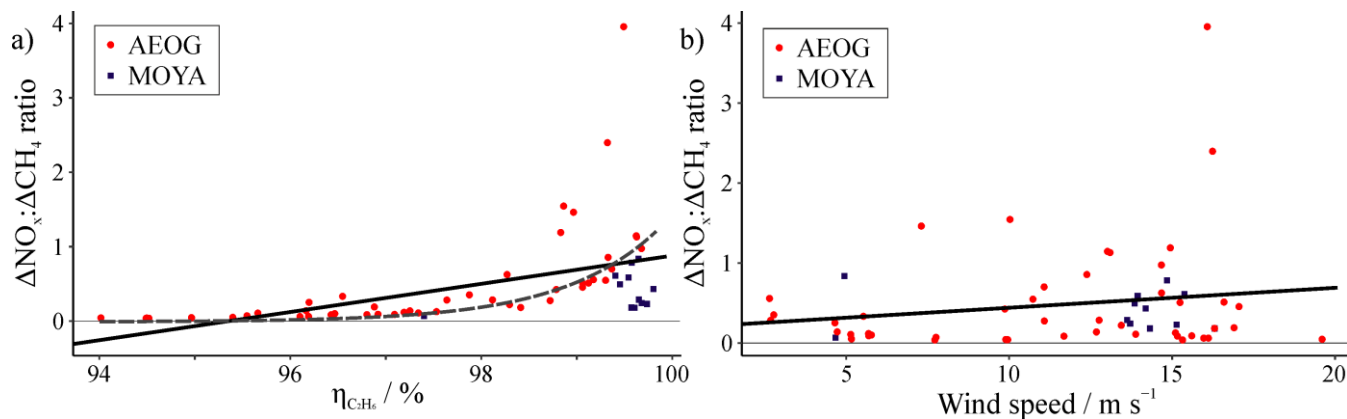 a)
AEOG
MOYA
ΔNOₓ:ΔCH₄ ratio
4
3
2
1
0
94
96
98
100
η_C₂H₆ / %
b)
AEOG
MOYA
ΔNOₓ:ΔCH₄ ratio
4
3
2
1
0
5
10
15
20
Wind speed / m s⁻¹